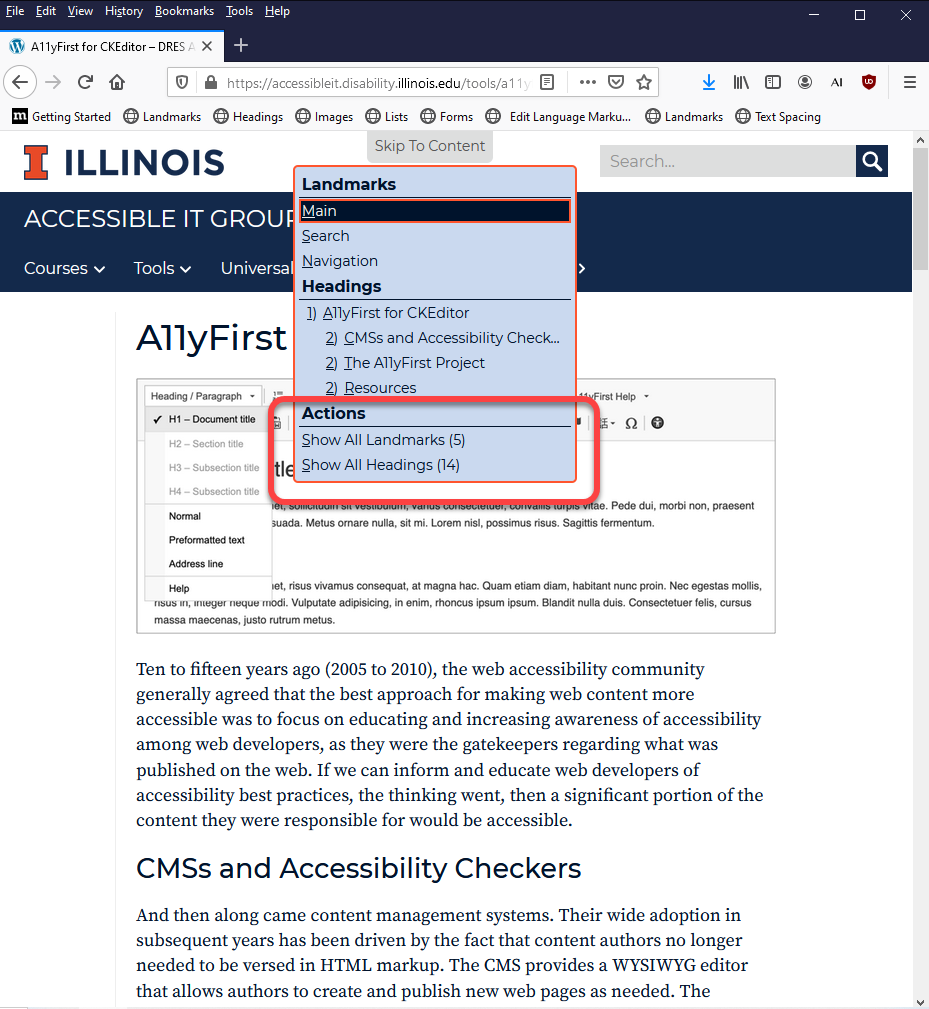 File Edit View History Bookmarks Tools Help
A11yFirst for CKEditor – DRES A
https://accessibleit.disability.illinois.edu/tools/a11y
Getting Started Landmarks Headings Images Lists Forms Edit Language Marku... Landmarks Text Spacing
Skip To Content
ILLINOIS
Search...
ACCESSIBLE IT GROUP
Courses Tools Universal
Landmarks
Main
Search
Navigation
Headings
1) A11yFirst for CKEditor
2) CMSs and Accessibility Check...
2) The A11yFirst Project
2) Resources
Actions
Show All Landmarks (5)
Show All Headings (14)
A11yFirst
Heading / Paragraph
11yFirst Help
✓ H1 – Document title
H2 – Section title
H3 – Subsection title
H4 – Subsection title
Normal
Preformatted text
Address line
Help
net, sollicitudin sit vestibulum, varius consectetuer, convallis turpis vitae. Pede dui, morbi non, praesent
suada. Metus ornare nulla, sit mi. Lorem nisl, possimus risus. Sagittis fermentum.
net, risus vivamus consequat, at magna hac. Quam etiam diam, habitant nunc proin. Nec egestas mollis,
risus in, integer neque modi. Vulputate adipisicing, in enim, rhoncus ipsum ipsum. Blandit nulla duis. Consectetuer felis, cursus
massa maecenas, justo rutrum metus.
Ten to fifteen years ago (2005 to 2010), the web accessibility community
generally agreed that the best approach for making web content more
accessible was to focus on educating and increasing awareness of accessibility
among web developers, as they were the gatekeepers regarding what was
published on the web. If we can inform and educate web developers of
accessibility best practices, the thinking went, then a significant portion of the
content they were responsible for would be accessible.
CMSs and Accessibility Checkers
And then along came content management systems. Their wide adoption in
subsequent years has been driven by the fact that content authors no longer
needed to be versed in HTML markup. The CMS provides a WYSIWYG editor
that allows authors to create and publish new web pages as needed. The